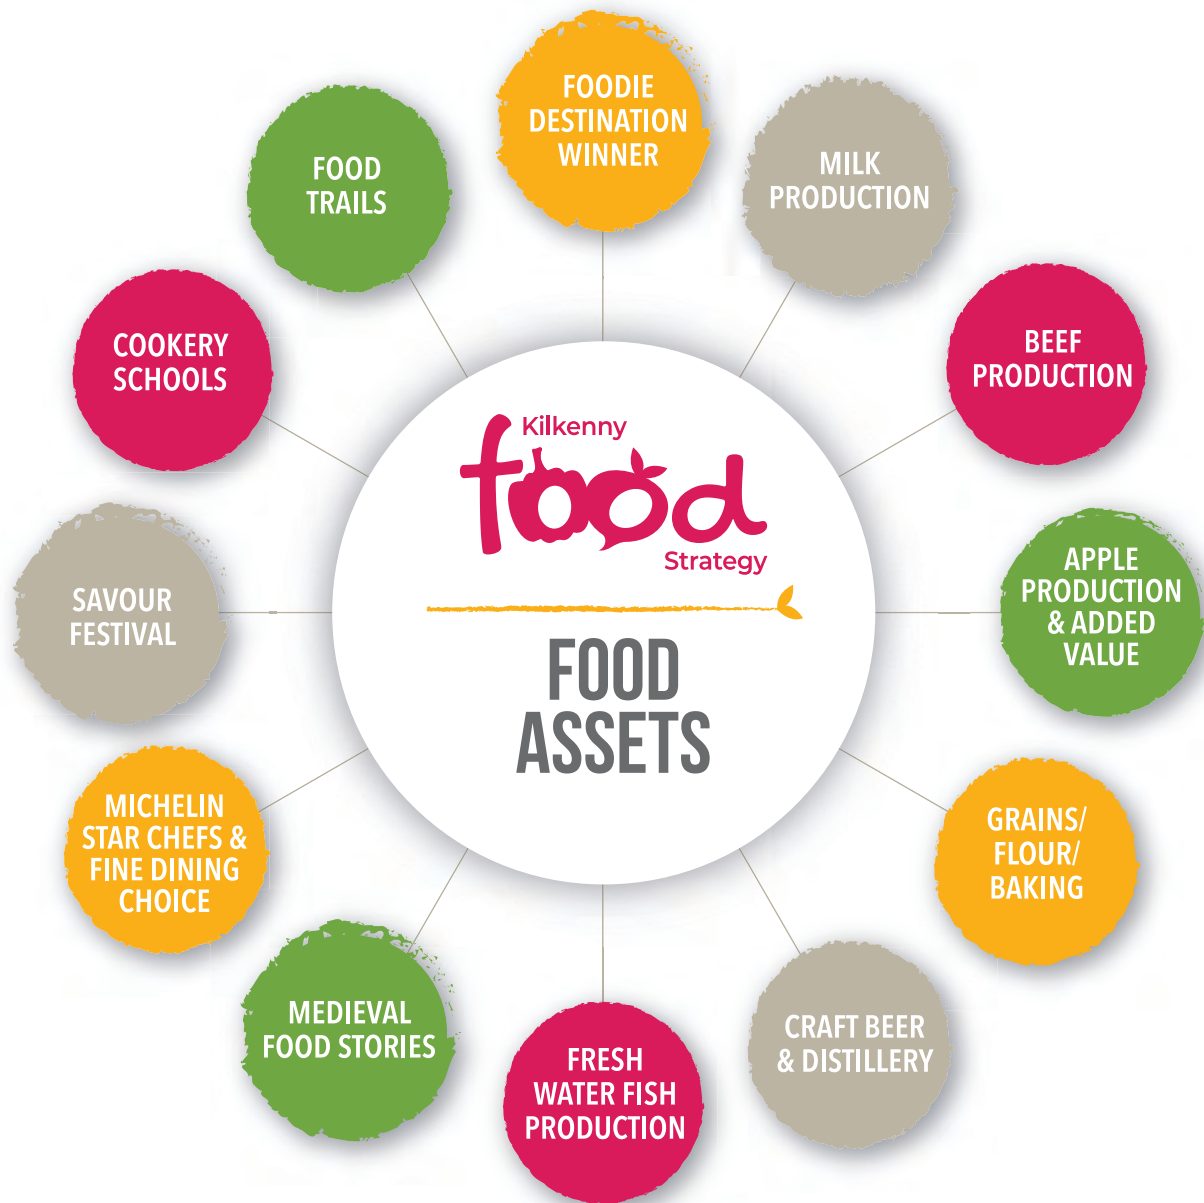 FOODIE
DESTINATION
WINNER
MILK
PRODUCTION
BEEF
PRODUCTION
APPLE
PRODUCTION
& ADDED
VALUE
GRAINS/
FLOUR/
BAKING
CRAFT BEER
& DISTILLERY
FRESH
WATER FISH
PRODUCTION
MEDIEVAL
FOOD STORIES
MICHELIN
STAR CHEFS &
FINE DINING
CHOICE
SAVOUR
FESTIVAL
COOKERY
SCHOOLS
FOOD
TRAILS
Kilkenny
food
Strategy
FOOD
ASSETS